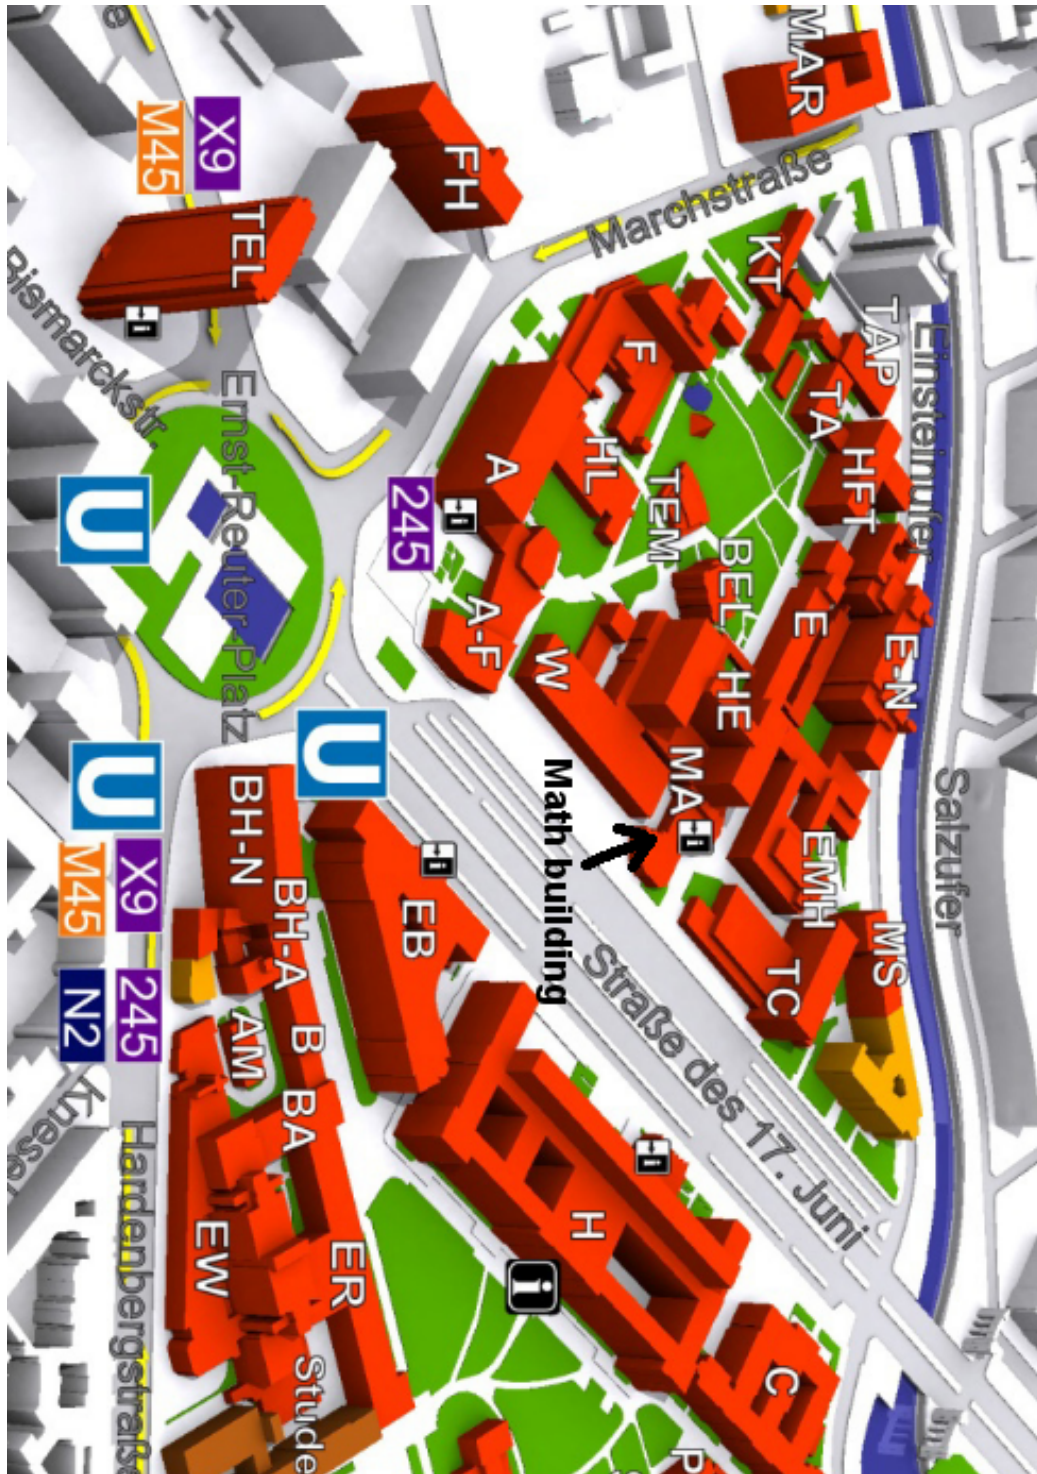 MAR
X9
M45
FH
Marchstraße
KT
TEL
TAP
Einsteinufer
Bismarckstr.
Ernst-Reuter-Platz
F
TA
HFT
A
HL
TEM
U
245
BEL
E
E-N
A-F
W
HE
Salzufer
U
U
MA
Math building
BH-N
EMH
X9
M45
BH-A
EB
MS
TC
245
N2
Straße des 17. Juni
AM
B
BA
Hardenbergstraße
H
EW
ER
i
C